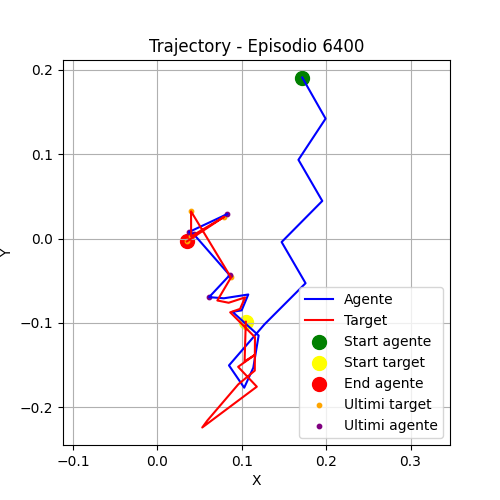 Trajectory - Episodio 6400
0.2
0.1
0.0
−0.1
−0.2
Y
−0.1
0.0
0.1
0.2
0.3
X
Agente
Target
Start agente
Start target
End agente
Ultimi target
Ultimi agente